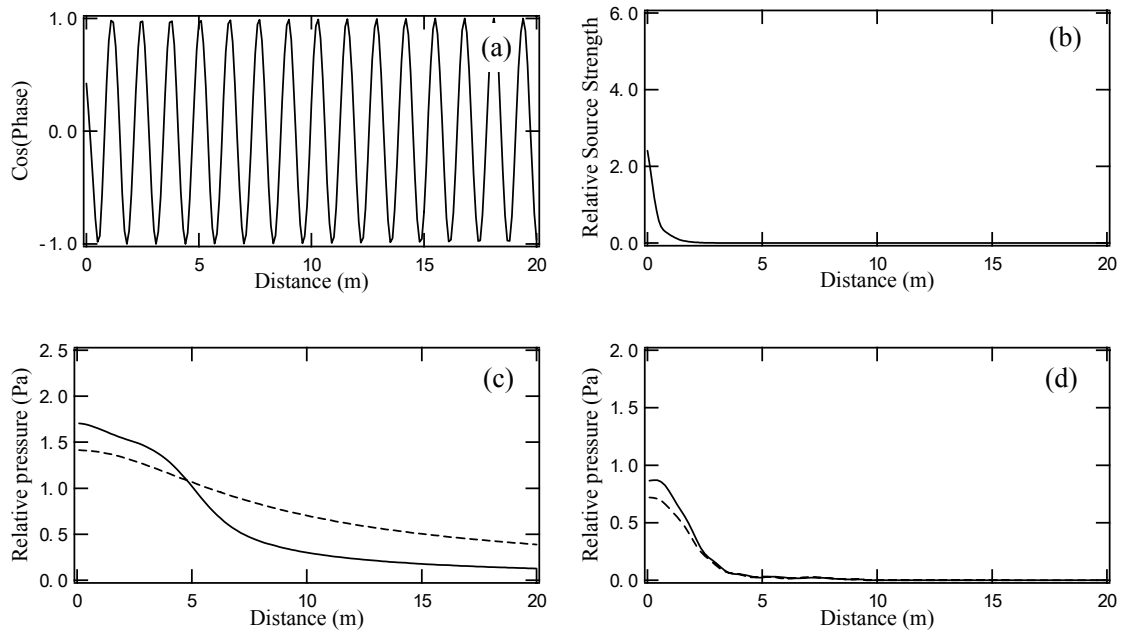 1.0
(a)
Cos(Phase)
0.0
-1.0
0 5 10 15 20
Distance (m)
6.0
(b)
Relative Source Strength
4.0
2.0
0.0
0 5 10 15 20
Distance (m)
2.5
(c)
Relative pressure (Pa)
2.0
1.5
1.0
0.5
0.0
0 5 10 15 20
Distance (m)
2.0
(d)
Relative pressure (Pa)
1.5
1.0
0.5
0.0
0 5 10 15 20
Distance (m)